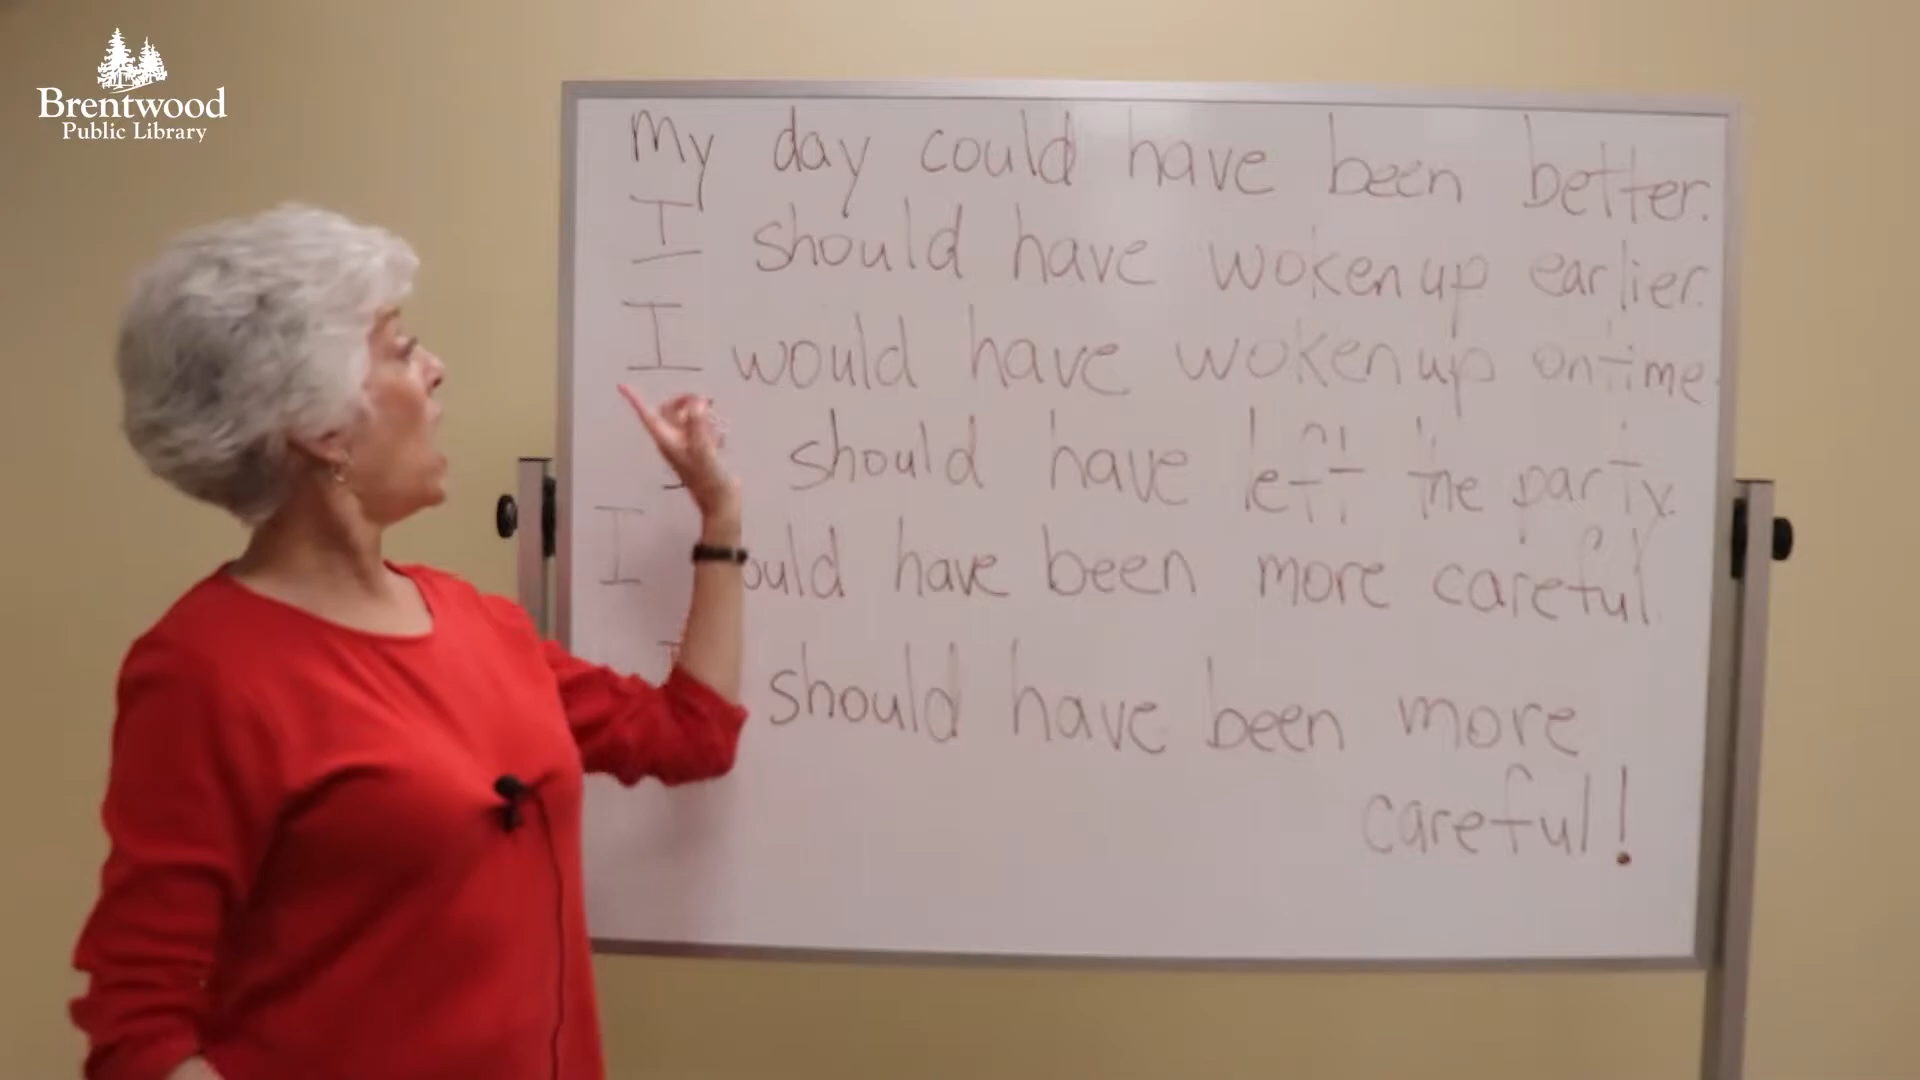 Brentwood
Public Library
My day could have been better.
I should have woken up earlier.
I would have woken up on time.
should have left the party.
I have been more careful.
should have been more
careful!